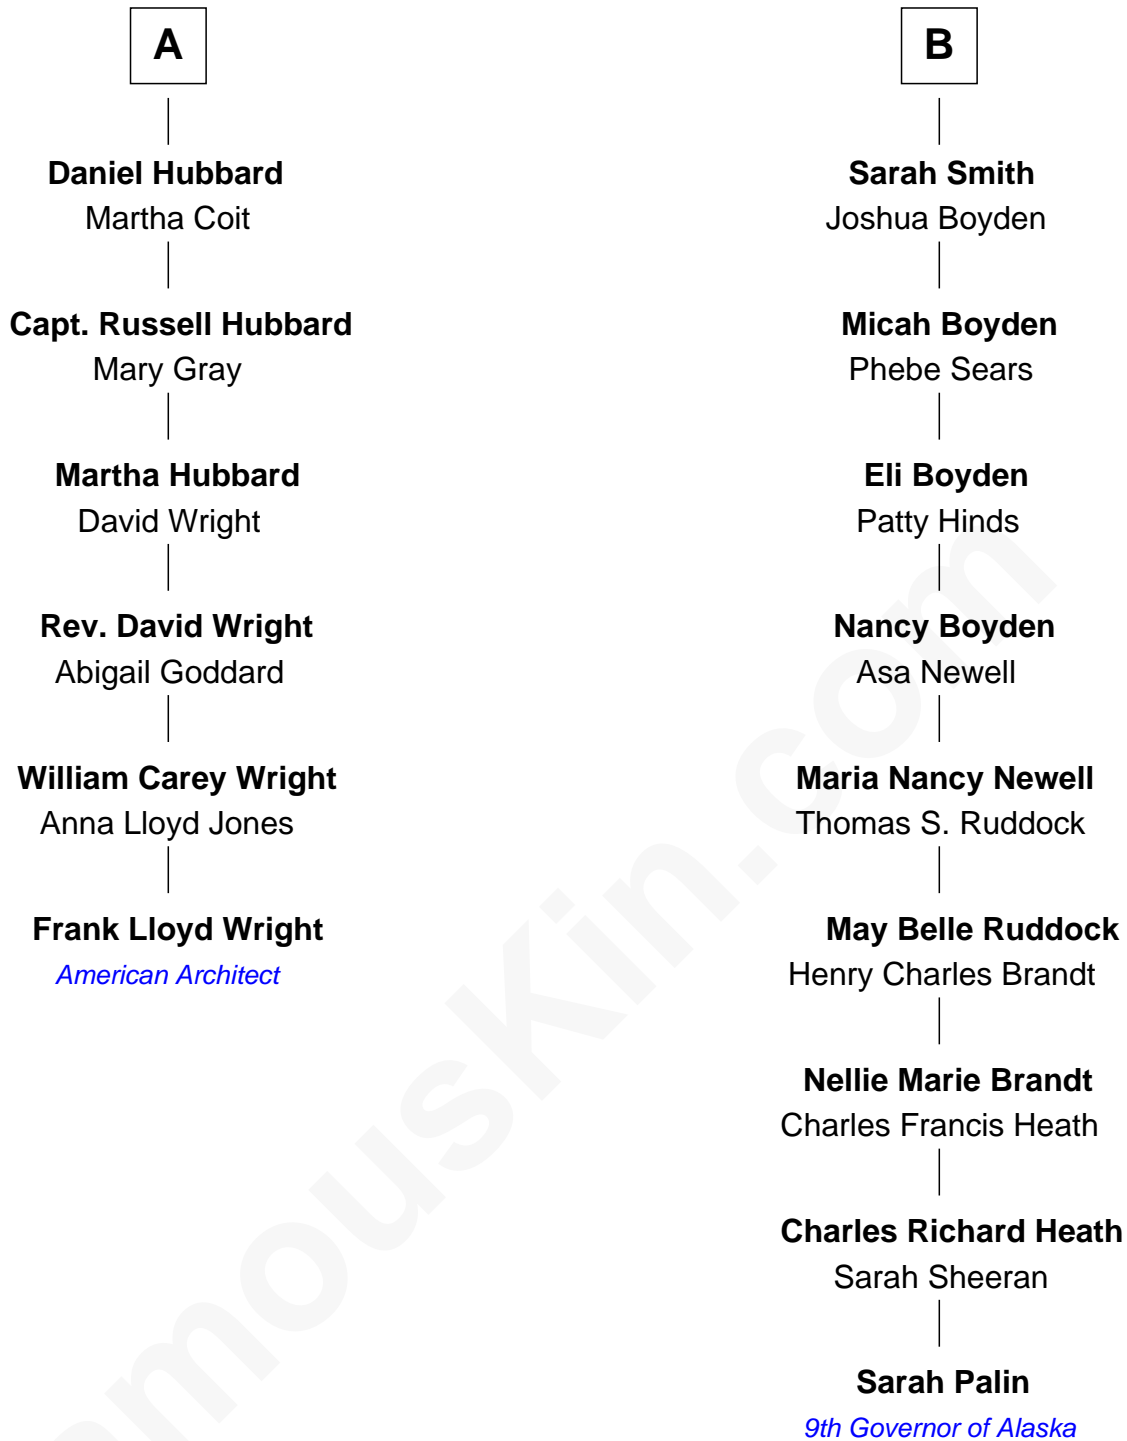 A
Daniel Hubbard
Martha Coit
Capt. Russell Hubbard
Mary Gray
Martha Hubbard
David Wright
Rev. David Wright
Abigail Goddard
William Carey Wright
Anna Lloyd Jones
Frank Lloyd Wright
American Architect
B
Sarah Smith
Joshua Boyden
Micah Boyden
Phebe Sears
Eli Boyden
Patty Hinds
Nancy Boyden
Asa Newell
Maria Nancy Newell
Thomas S. Ruddock
May Belle Ruddock
Henry Charles Brandt
Nellie Marie Brandt
Charles Francis Heath
Charles Richard Heath
Sarah Sheeran
Sarah Palin
9th Governor of Alaska
amouskin.com